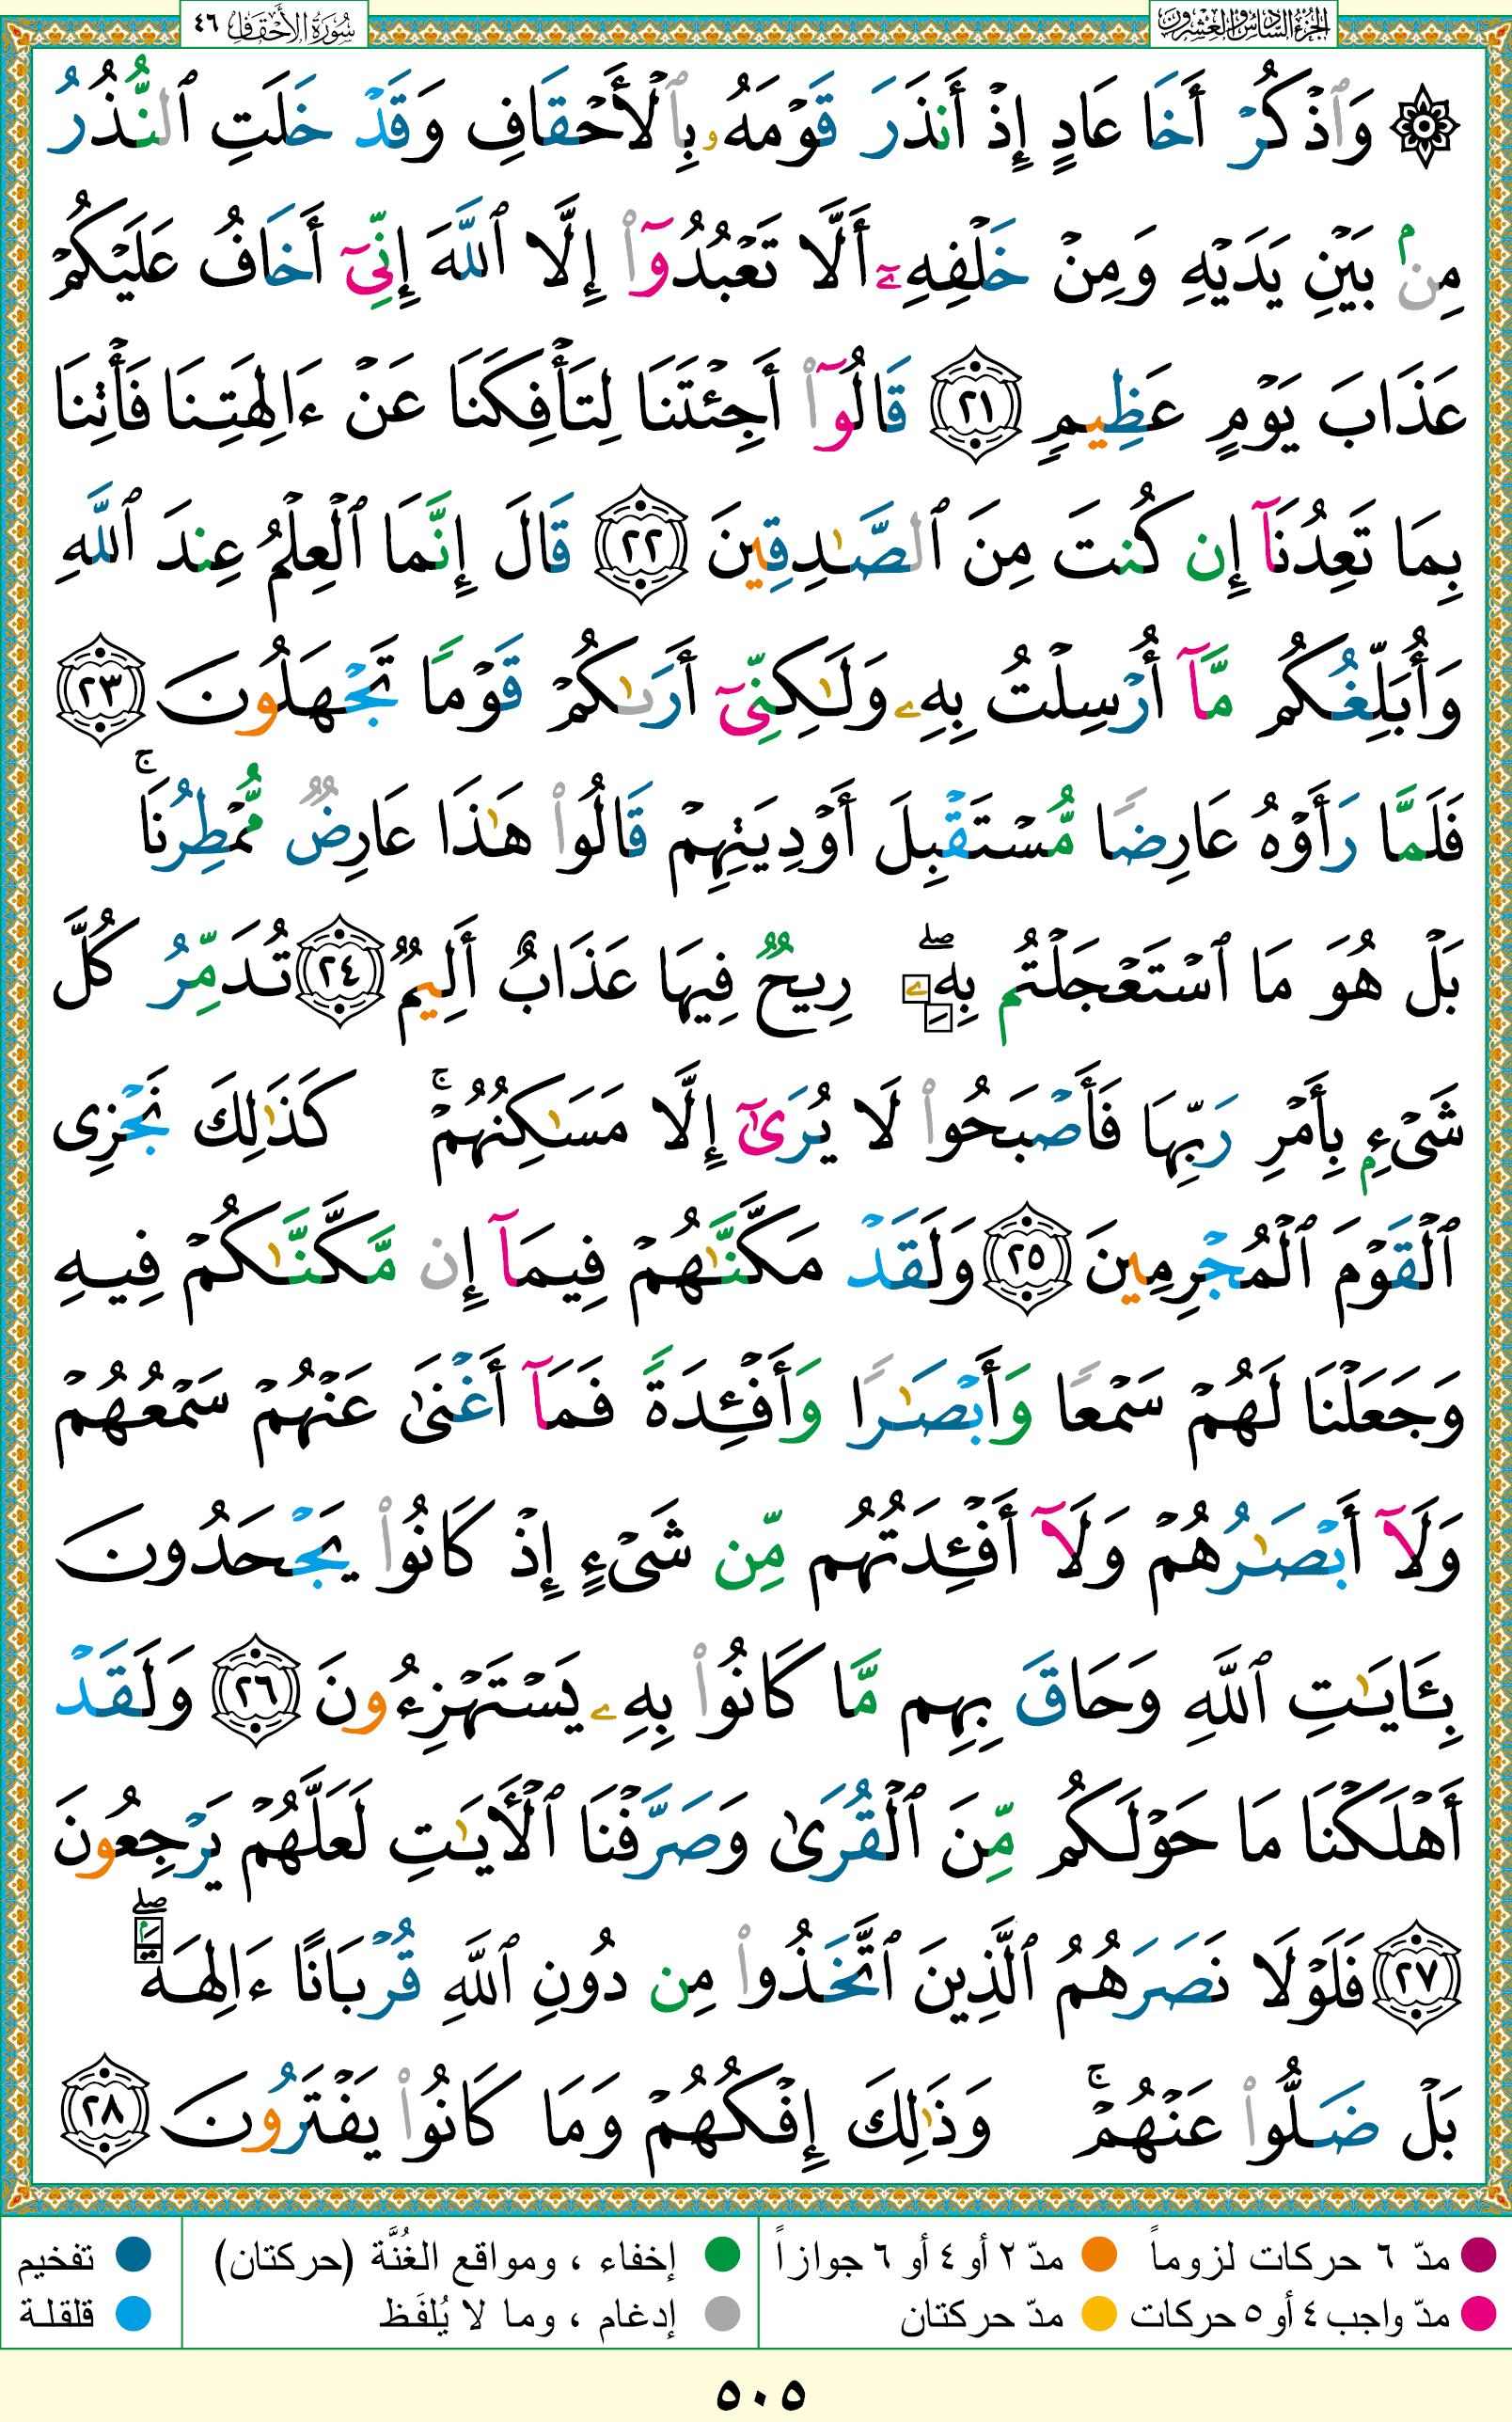 الجزء السادس والعشرون
سورة الأحقاف ٤٦
۞ وَٱذْكُرْ أَخَا عَادٍ إِذْ أَنذَرَ قَوْمَهُۥ بِٱلْأَحْقَافِ وَقَدْ خَلَتِ ٱلنُّذُرُ
مِنۢ بَيْنِ يَدَيْهِ وَمِنْ خَلْفِهِۦٓ أَلَّا تَعْبُدُوٓا۟ إِلَّا ٱللَّهَ إِنِّىٓ أَخَافُ عَلَيْكُمْ
عَذَابَ يَوْمٍ عَظِيمٍ ٢١ قَالُوٓا۟ أَجِئْتَنَا لِتَأْفِكَنَا عَنْ ءَالِهَتِنَا فَأْتِنَا
بِمَا تَعِدُنَآ إِن كُنتَ مِنَ ٱلصَّـٰدِقِينَ ٢٢ قَالَ إِنَّمَا ٱلْعِلْمُ عِندَ ٱللَّهِ
وَأُبَلِّغُكُم مَّآ أُرْسِلْتُ بِهِۦ وَلَـٰكِنِّىٓ أَرَىٰكُمْ قَوْمًا تَجْهَلُونَ ٢٣
فَلَمَّا رَأَوْهُ عَارِضًا مُّسْتَقْبِلَ أَوْدِيَتِهِمْ قَالُوا۟ هَـٰذَا عَارِضٌ مُّمْطِرُنَا ۚ
بَلْ هُوَ مَا ٱسْتَعْجَلْتُم بِهِۦ ۖ رِيحٌ فِيهَا عَذَابٌ أَلِيمٌ ٢٤ تُدَمِّرُ كُلَّ
شَىْءٍۭ بِأَمْرِ رَبِّهَا فَأَصْبَحُوا۟ لَا يُرَىٰٓ إِلَّا مَسَـٰكِنُهُمْ ۚ كَذَٰلِكَ نَجْزِى
ٱلْقَوْمَ ٱلْمُجْرِمِينَ ٢٥ وَلَقَدْ مَكَّنَّـٰهُمْ فِيمَآ إِن مَّكَّنَّـٰكُمْ فِيهِ
وَجَعَلْنَا لَهُمْ سَمْعًا وَأَبْصَـٰرًا وَأَفْـِٔدَةً فَمَآ أَغْنَىٰ عَنْهُمْ سَمْعُهُمْ
وَلَآ أَبْصَـٰرُهُمْ وَلَآ أَفْـِٔدَتُهُم مِّن شَىْءٍ إِذْ كَانُوا۟ يَجْحَدُونَ
بِـَٔايَـٰتِ ٱللَّهِ وَحَاقَ بِهِم مَّا كَانُوا۟ بِهِۦ يَسْتَهْزِءُونَ ٢٦ وَلَقَدْ
أَهْلَكْنَا مَا حَوْلَكُم مِّنَ ٱلْقُرَىٰ وَصَرَّفْنَا ٱلْـَٔايَـٰتِ لَعَلَّهُمْ يَرْجِعُونَ
٢٧ فَلَوْلَا نَصَرَهُمُ ٱلَّذِينَ ٱتَّخَذُوا۟ مِن دُونِ ٱللَّهِ قُرْبَانًا ءَالِهَةًۢ ۖ
بَلْ ضَلُّوا۟ عَنْهُمْ ۚ وَذَٰلِكَ إِفْكُهُمْ وَمَا كَانُوا۟ يَفْتَرُونَ ٢٨
مدّ ٦ حركات لزوماً مدّ ٢ أو ٤ أو ٦ جوازاً إخفاء ، ومواقع الغُنَّة (حركتان) تفخيم
مدّ واجب ٤ أو ٥ حركات مدّ حركتان إدغام ، وما لا يُلفَظ قلقلة
٥٠٥